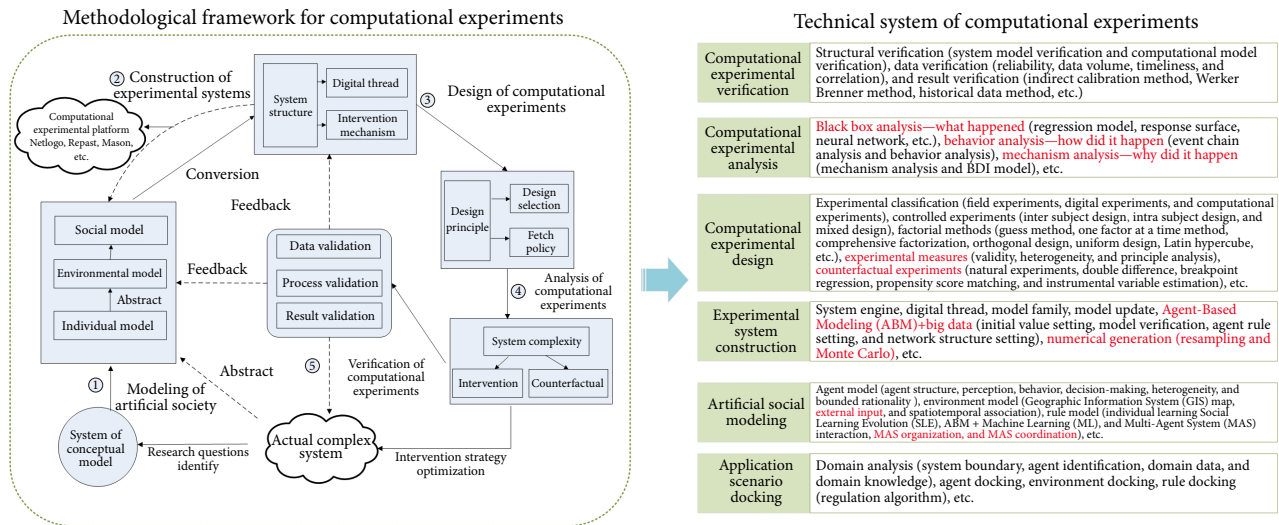 Methodological framework for computational experiments
② Construction of
experimental systems
Computational
experimental platform
Netlogo, Repast, Mason,
etc.
System
structure
Digital thread
Intervention
mechanism
③
Design of computational
experiments
Conversion
Feedback
Design
principle
Design
selection
Fetch
policy
Social model
Environmental model
Abstract
Individual model
Feedback
Data validation
Process validation
Result validation
④
Analysis of
computational
experiments
System complexity
Intervention
Counterfactual
①
Modeling of
artificial society
Abstract
⑤
Verification of
computational
experiments
System of
conceptual
model
Research questions
identify
Actual complex
system
Intervention strategy
optimization
Technical system of computational experiments
Computational
experimental
verification
Structural verification (system model verification and computational model
verification), data verification (reliability, data volume, timeliness, and
correlation), and result verification (indirect calibration method, Werker
Brenner method, historical data method, etc.)
Computational
experimental
analysis
Black box analysis—what happened (regression model, response surface,
neural network, etc.), behavior analysis—how did it happen (event chain
analysis and behavior analysis), mechanism analysis—why did it happen
(mechanism analysis and BDI model), etc.
Computational
experimental
design
Experimental classification (field experiments, digital experiments, and computational
experiments), controlled experiments (inter subject design, intra subject design, and
mixed design), factorial methods (guess method, one factor at a time method,
comprehensive factorization, orthogonal design, uniform design, Latin hypercube,
etc.), experimental measures (validity, heterogeneity, and principle analysis),
counterfactual experiments (natural experiments, double difference, breakpoint
regression, propensity score matching, and instrumental variable estimation), etc.
Experimental
system
construction
System engine, digital thread, model family, model update, Agent-Based
Modeling (ABM)+big data (initial value setting, model verification, agent rule
setting, and network structure setting), numerical generation (resampling and
Monte Carlo), etc.
Artificial social
modeling
Agent model (agent structure, perception, behavior, decision-making, heterogeneity, and
bounded rationality ), environment model (Geographic Information System (GIS) map,
external input, and spatiotemporal association), rule model (individual learning Social
Learning Evolution (SLE), ABM + Machine Learning (ML), and Multi-Agent System (MAS)
interaction, MAS organization, and MAS coordination), etc.
Application
scenario
docking
Domain analysis (system boundary, agent identification, domain data, and
domain knowledge), agent docking, environment docking, rule docking
(regulation algorithm), etc.